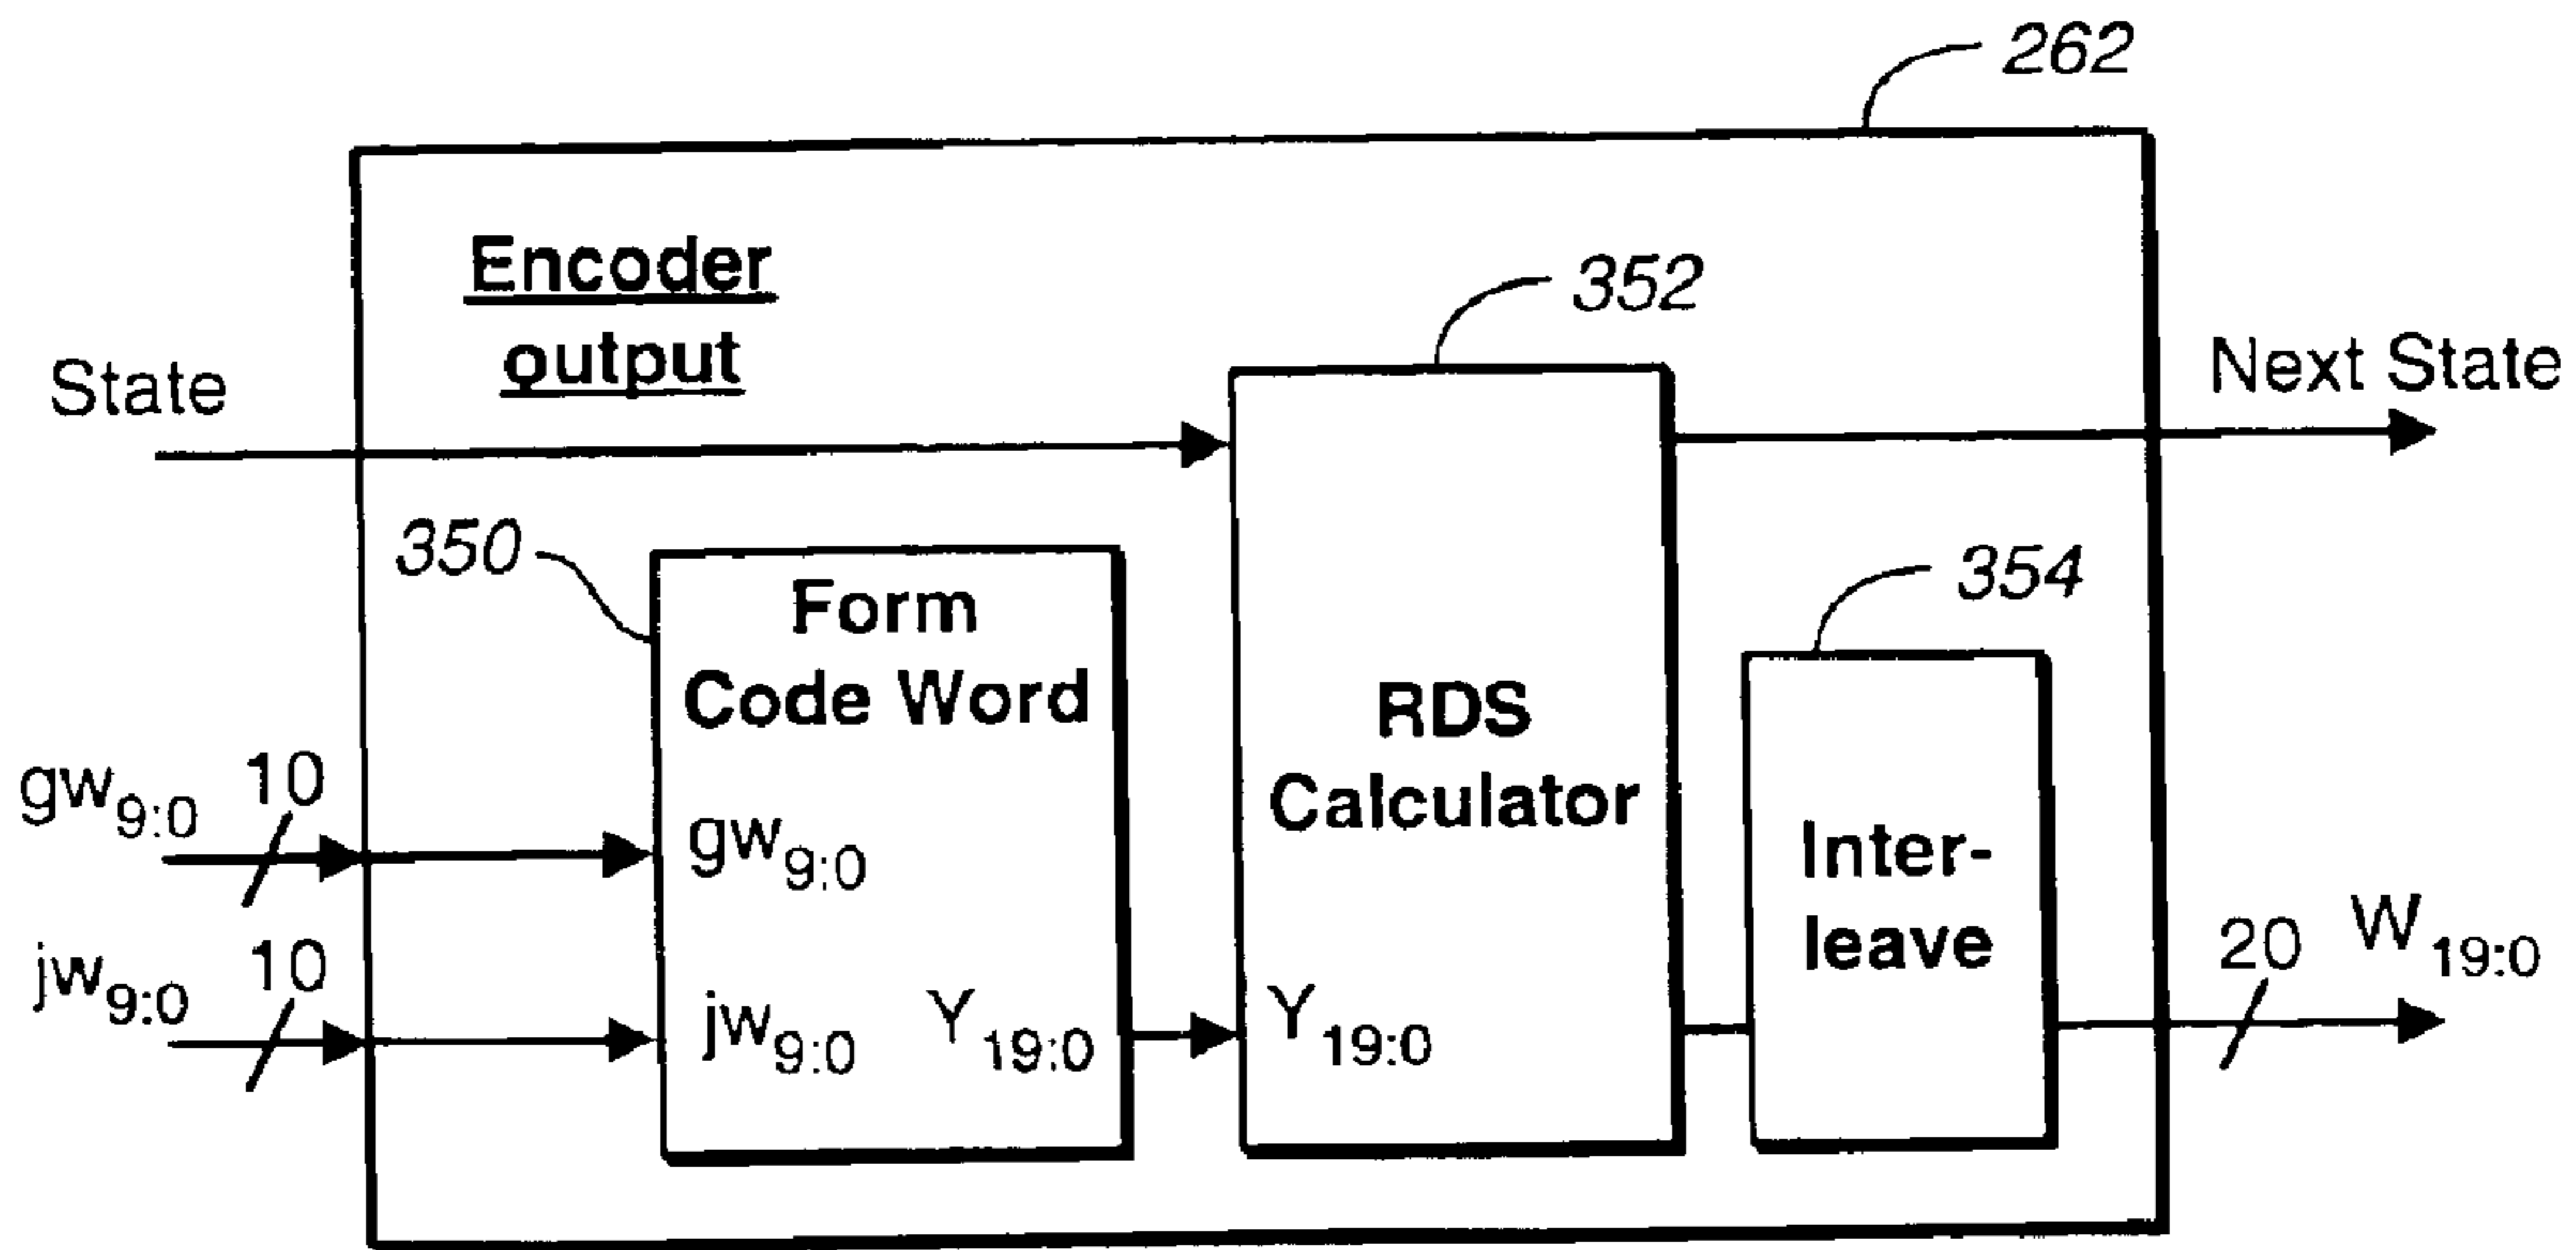 262
Encoder
output
352
State
Next State
350
Form
Code Word
354
RDS
Calculator
Inter-
leave
gw9:0
10
gw9:0
jw9:0
10
jw9:0
Y19:0
Y19:0
20
W19:0